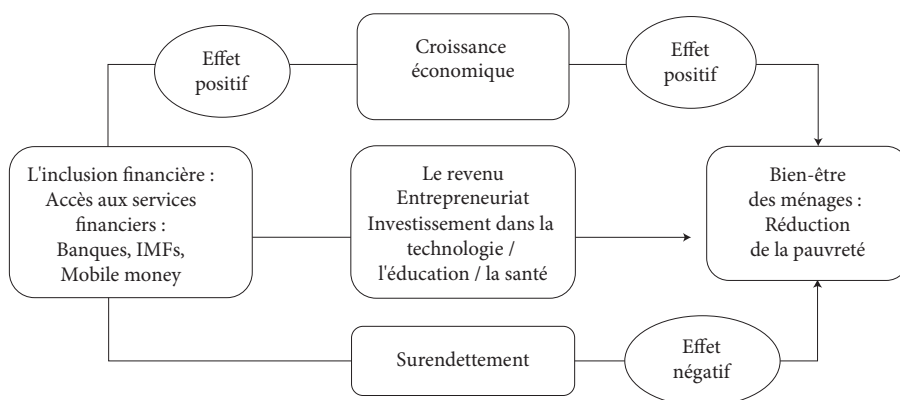 Effet
positif
Croissance
économique
Effet
positif
L'inclusion financière :
Accès aux services
financiers :
Banques, IMFs,
Mobile money
Le revenu
Entrepreneuriat
Investissement dans la
technologie /
l'éducation / la santé
Bien-être
des ménages :
Réduction
de la pauvreté
Surendettement
Effet
négatif